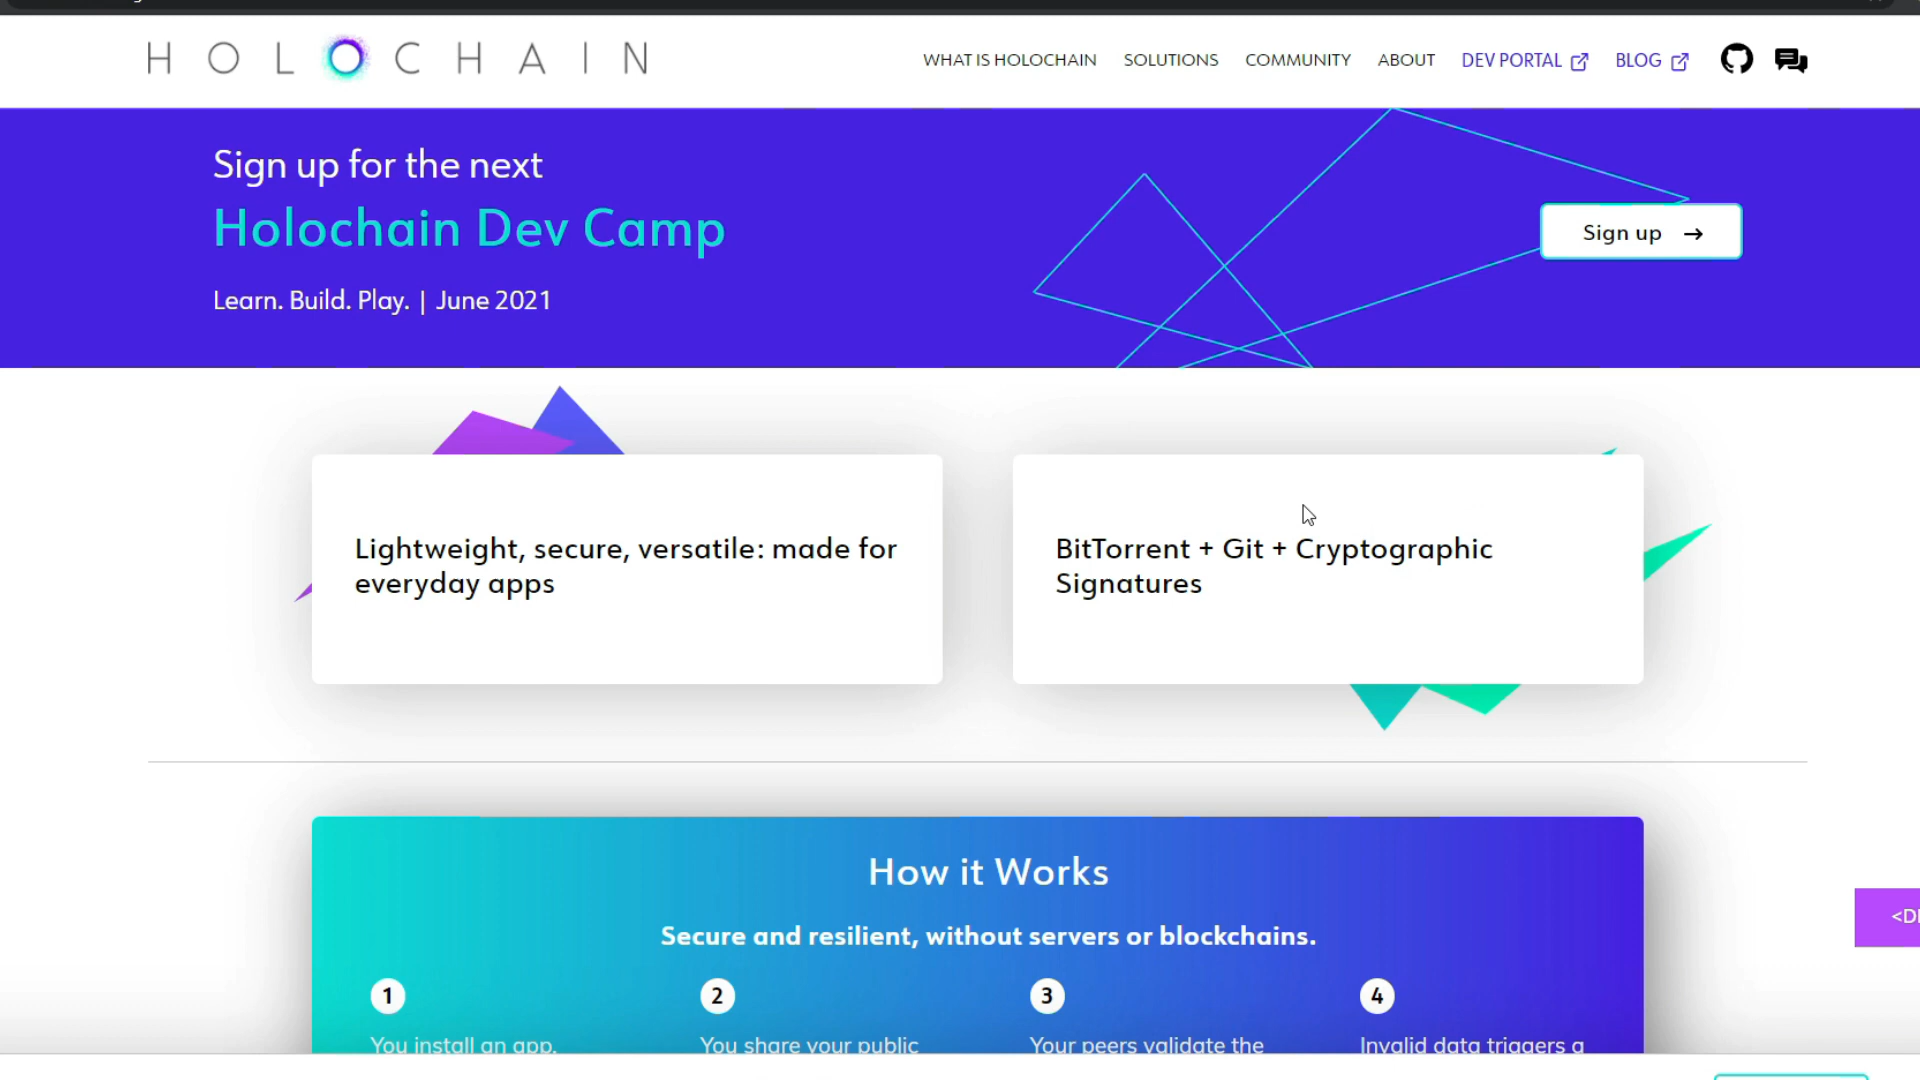 HOLOCHAIN
WHAT IS HOLOCHAIN SOLUTIONS COMMUNITY ABOUT DEV PORTAL BLOG
Sign up for the next
Holochain Dev Camp
Learn. Build. Play. | June 2021
Sign up →
Lightweight, secure, versatile: made for
everyday apps
BitTorrent + Git + Cryptographic
Signatures
How it Works
Secure and resilient, without servers or blockchains.
1
2
3
4
You install an app.
You share your public
Your peers validate the
Invalid data triggers a